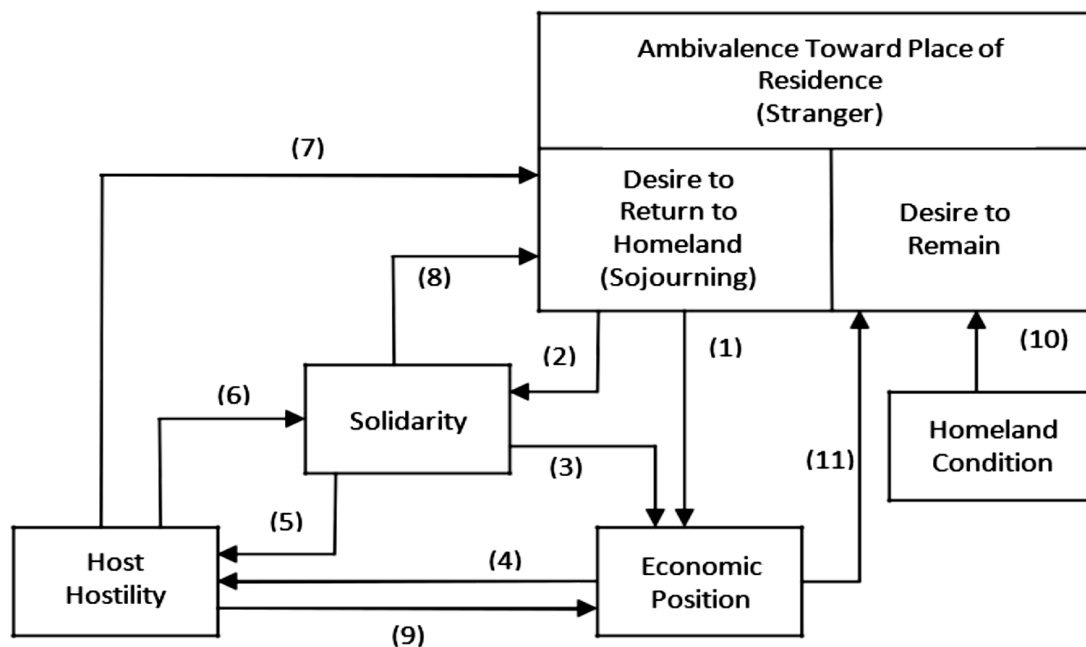 Ambivalence Toward Place of
Residence
(Stranger)
(7)
Desire to
Return to
Homeland
(Sojourning)
Desire to
Remain
(8)
(2)
(1)
(10)
(6)
Solidarity
Homeland
Condition
(3)
(11)
(5)
Host
Hostility
(4)
Economic
Position
(9)